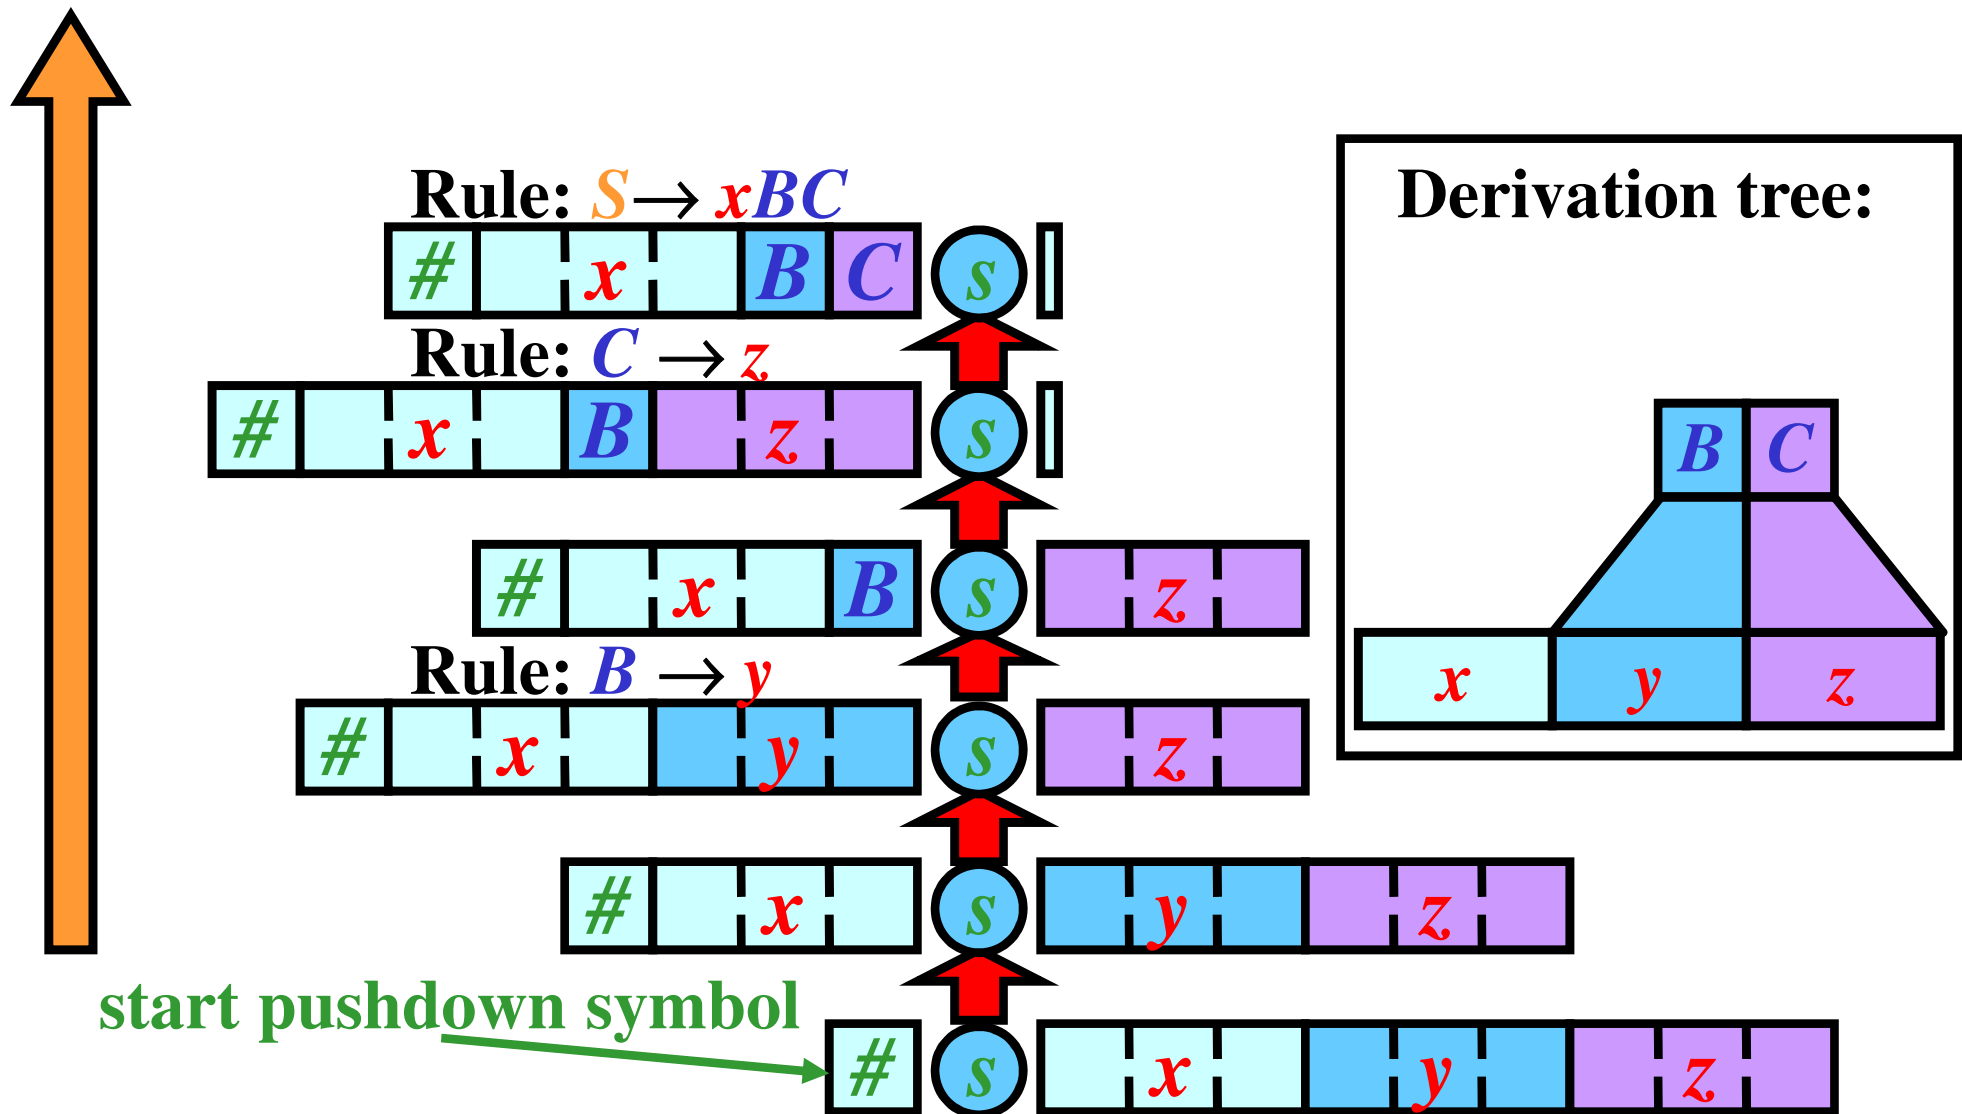 Rule: S → xBC
# x B C s
Rule: C → z
# x B z s
# x B s z
Rule: B → y
# x y s z
# x s y z
start pushdown symbol
# s x y z
Derivation tree:
B C
x y z